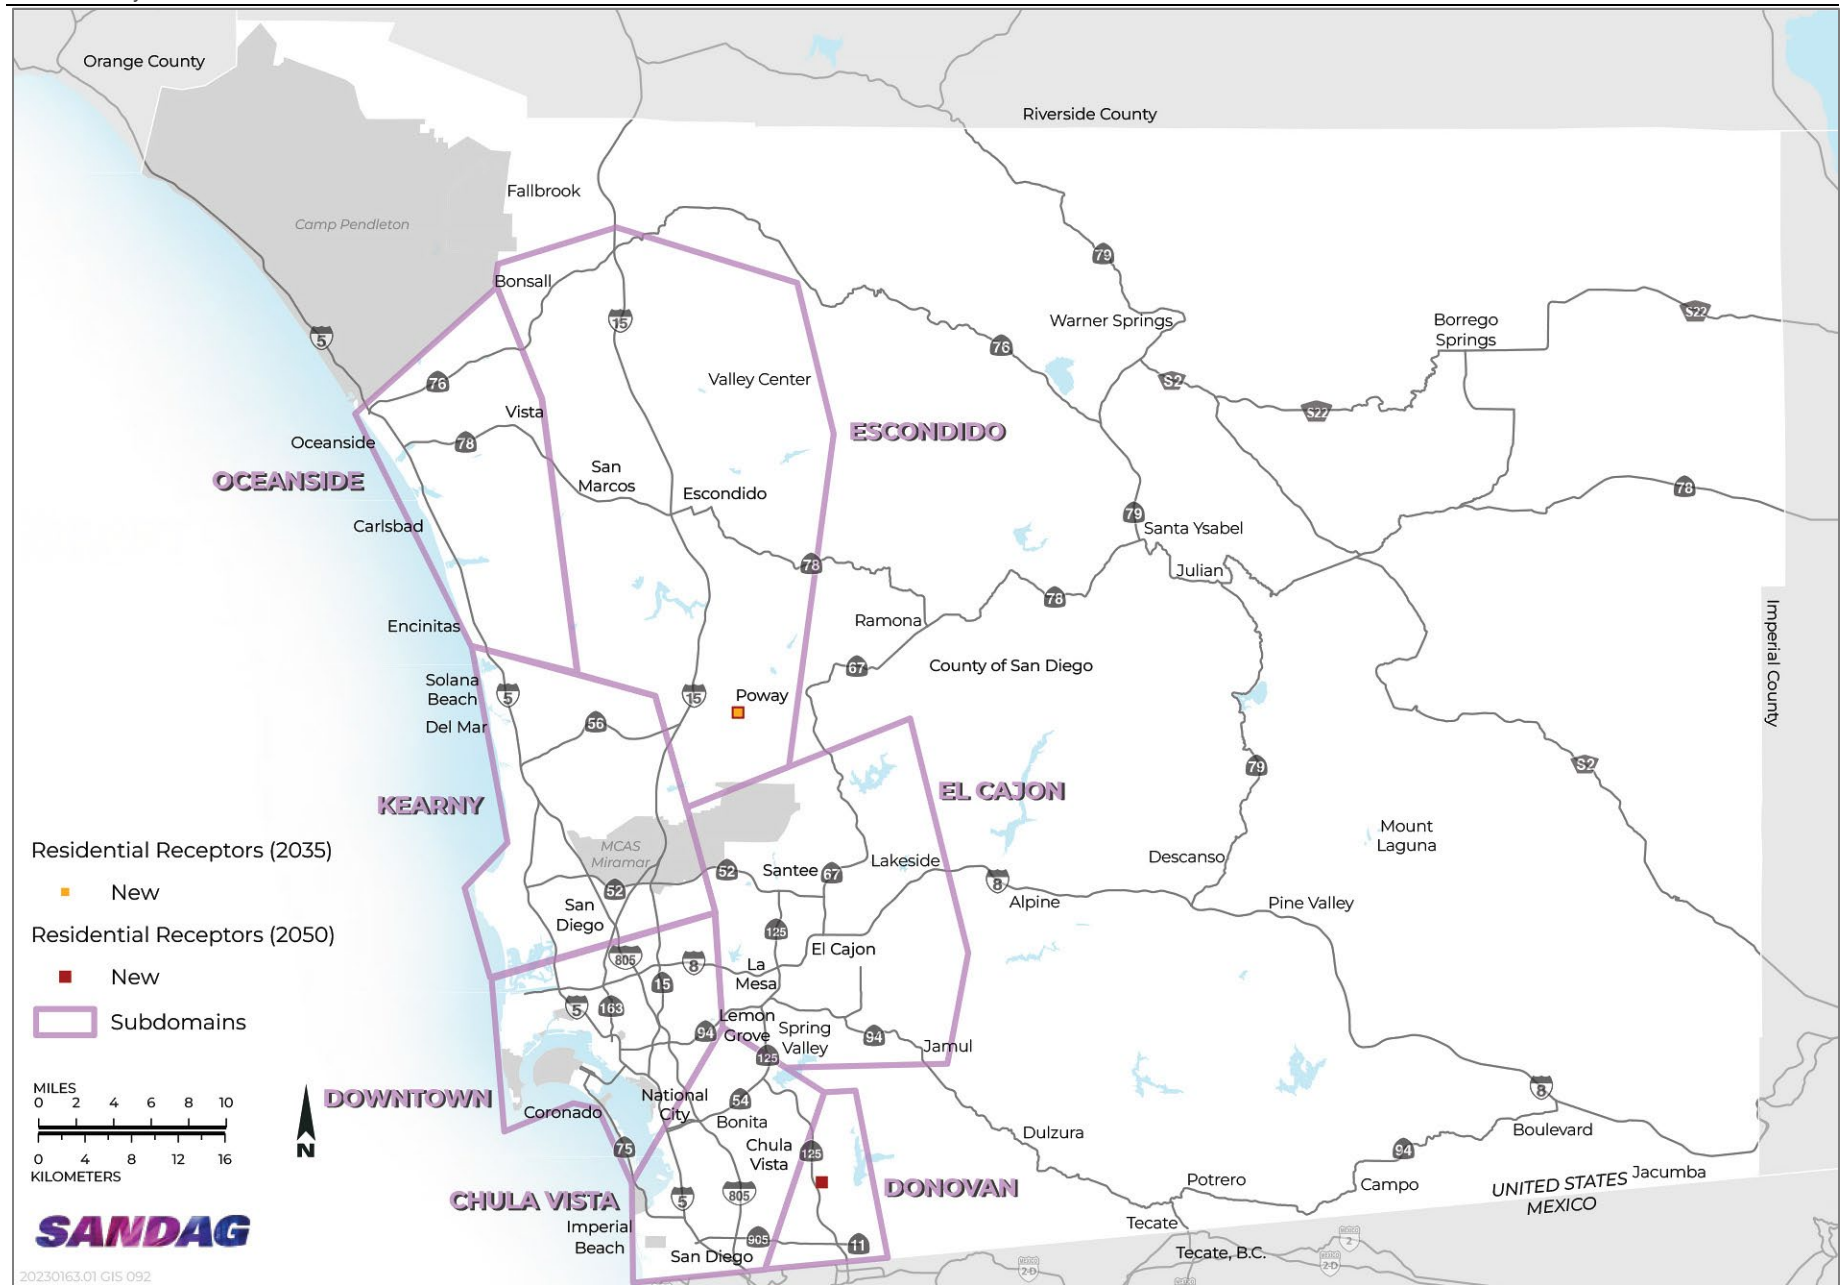 Orange County
Riverside County
Fallbrook
Camp Pendleton
79
Bonsall
15
5
Warner Springs
Borrego
Springs
S22
76
76
Valley Center
S2
S22
Vista
ESCONDIDO
Oceanside
78
OCEANSIDE
San
Marcos
Escondido
78
Carlsbad
79
Santa Ysabel
78
Julian
78
Encinitas
Ramona
Imperial County
67
County of San Diego
Solana
Beach
5
15
Poway
Del Mar
56
79
S2
KEARNY
EL CAJON
MCAS
Miramar
Mount
Laguna
Residential Receptors (2035)
New
Residential Receptors (2050)
New
Subdomains
52
Santee
67
Lakeside
Descanso
52
8
San
Diego
Alpine
Pine Valley
125
El Cajon
805
8
La
Mesa
15
5
163
Lemon
Grove
94
Spring
Valley
94
125
Jamul
MILES
0 2 4 6 8 10
0 4 8 12 16
KILOMETERS
N
DOWNTOWN
Coronado
National
City
54
Bonita
8
Boulevard
75
Chula
Vista
125
Dulzura
94
CHULA VISTA
5
805
DONOVAN
Potrero
Campo
UNITED STATES
MEXICO
Jacumba
Imperial
Beach
905
San Diego
11
Tecate
Tecate, B.C.
2
2D
2D
SANDAG
20230163.01 GIS 092